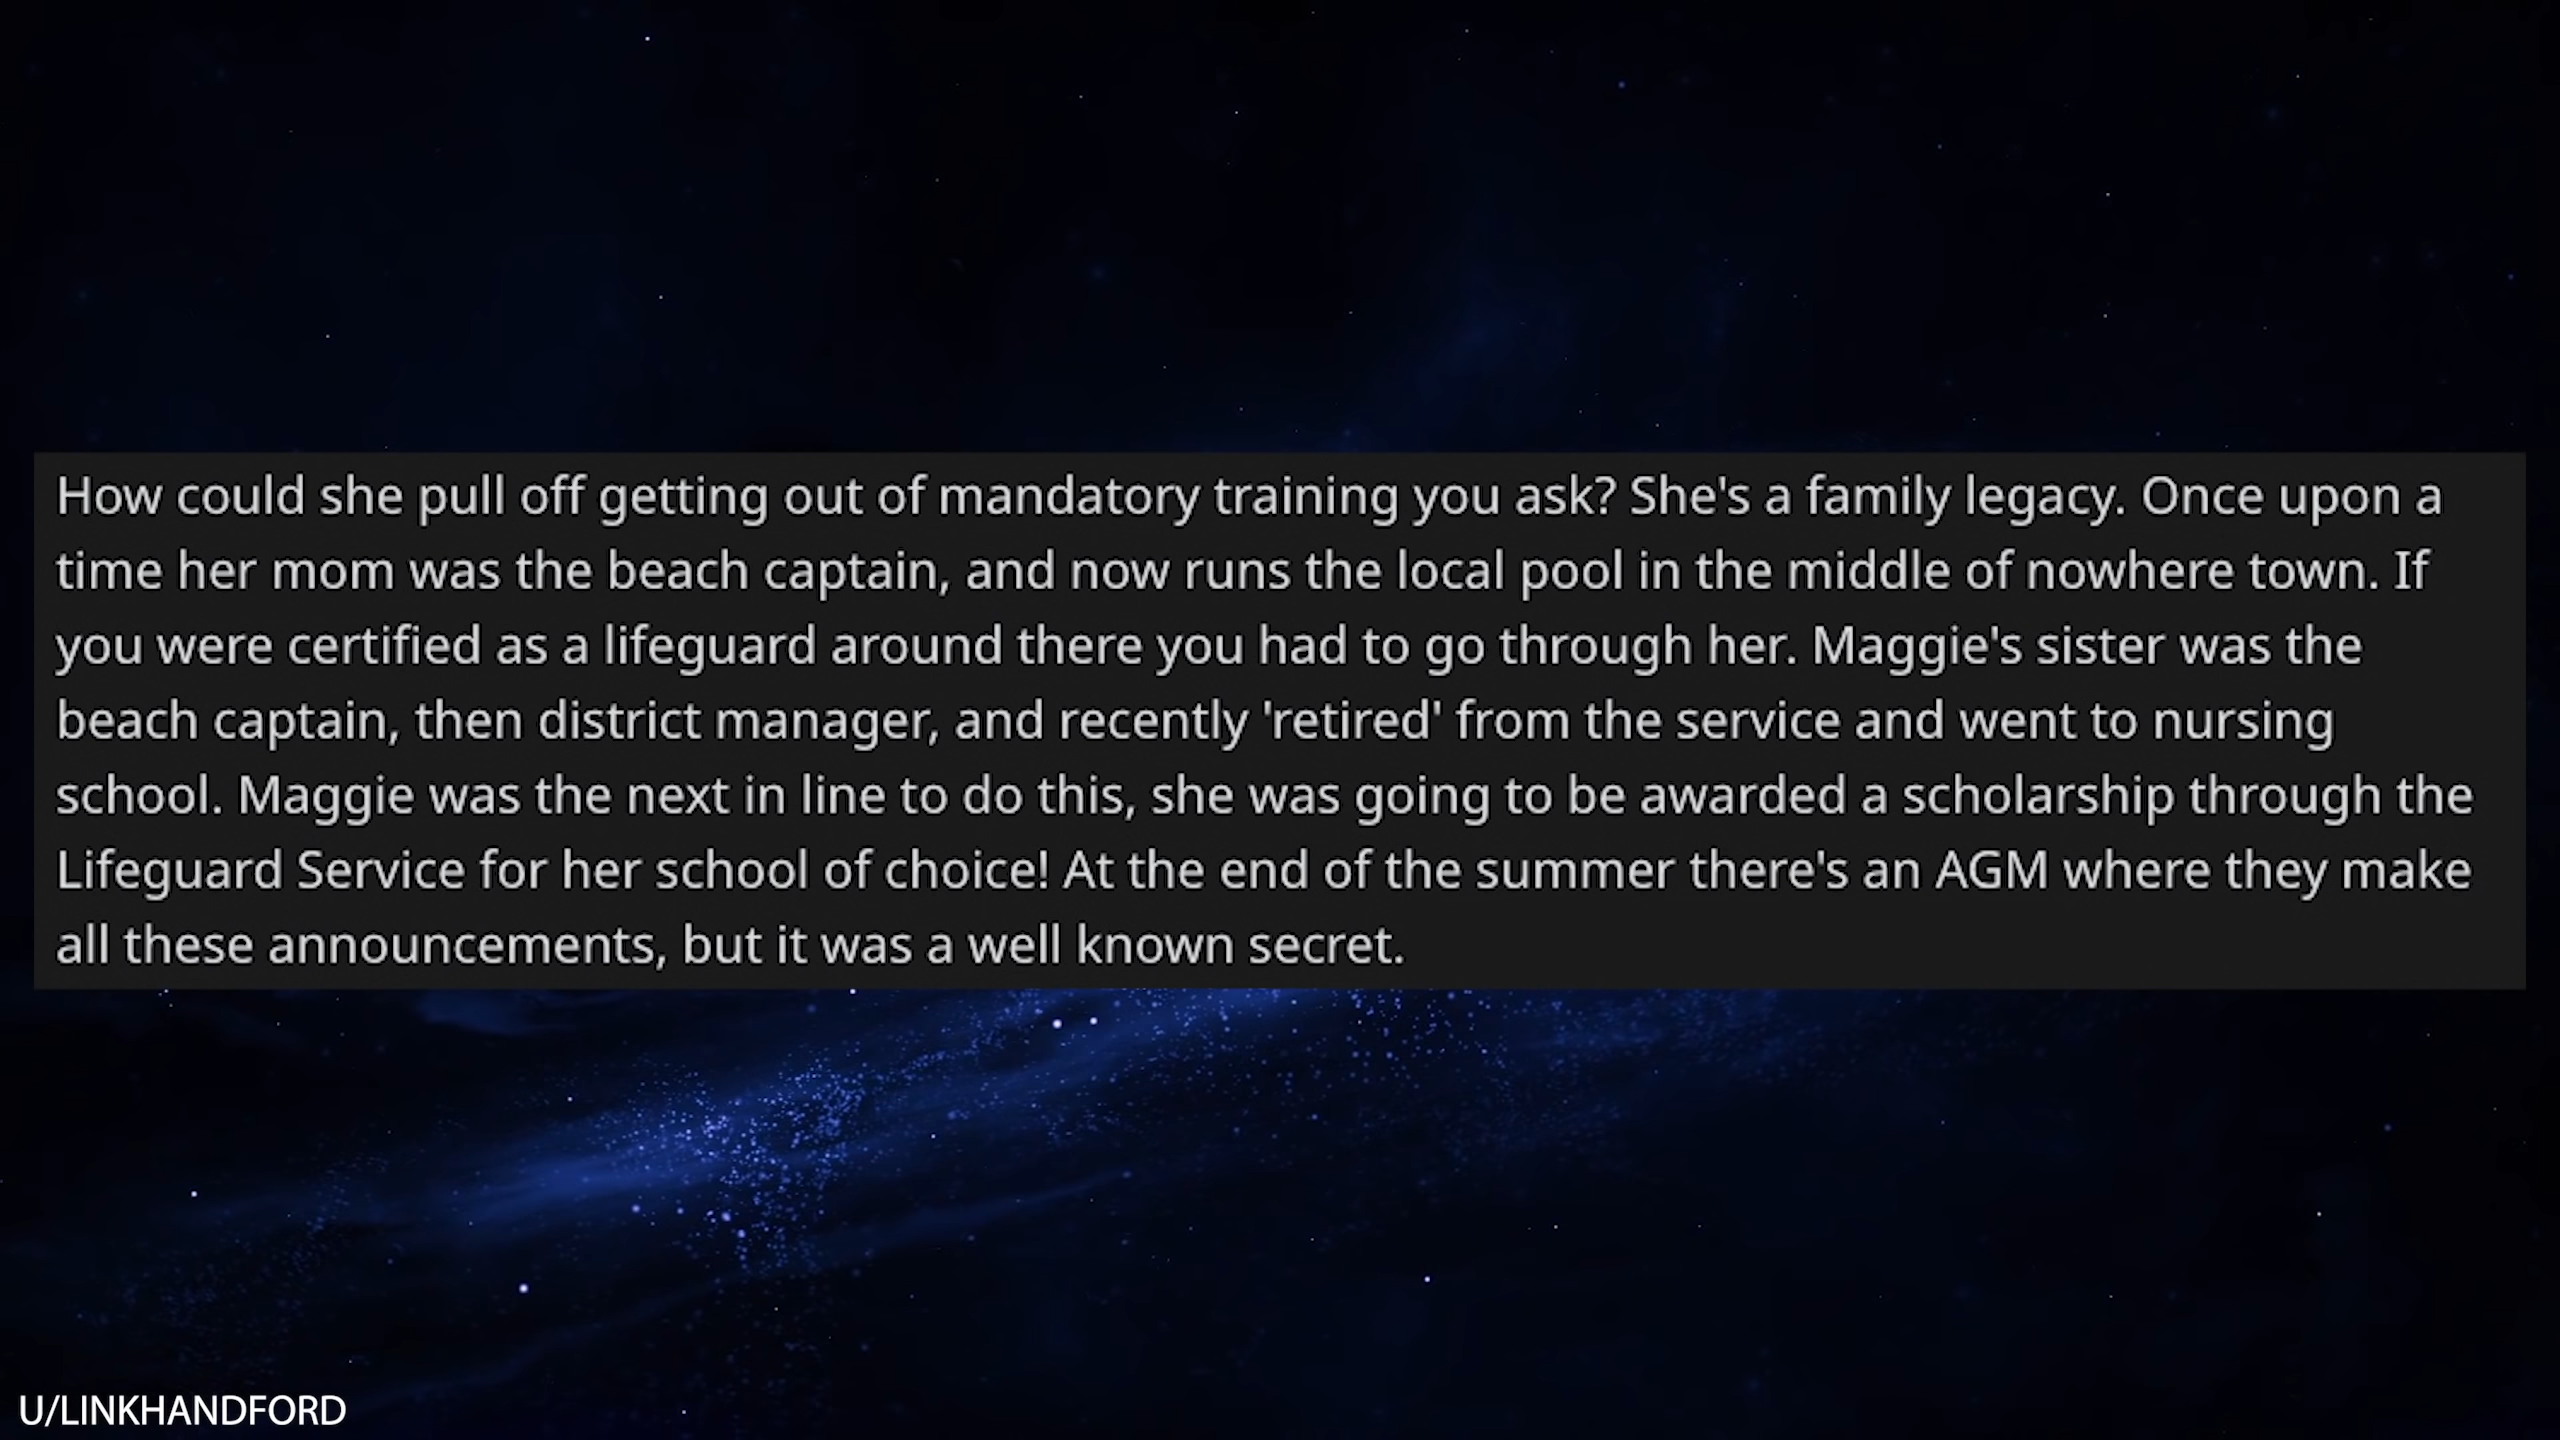 How could she pull off getting out of mandatory training you ask? She's a family legacy. Once upon a
time her mom was the beach captain, and now runs the local pool in the middle of nowhere town. If
you were certified as a lifeguard around there you had to go through her. Maggie's sister was the
beach captain, then district manager, and recently 'retired' from the service and went to nursing
school. Maggie was the next in line to do this, she was going to be awarded a scholarship through the
Lifeguard Service for her school of choice! At the end of the summer there's an AGM where they make
all these announcements, but it was a well known secret.
U/LINKHANDFORD